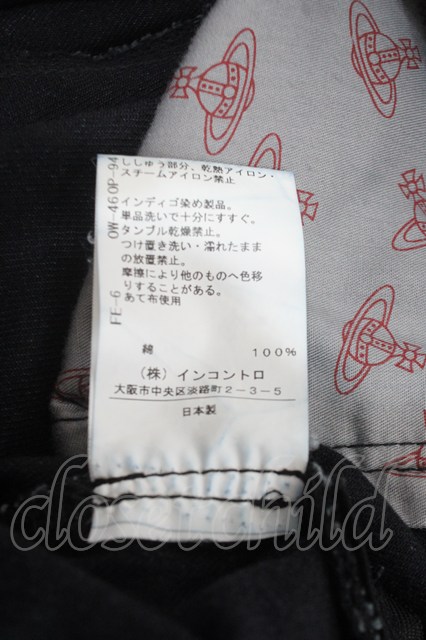 ししゅう部分、乾熱アイロン・
スチームアイロン禁止
インディゴ染め製品。
単品洗いで十分にすすぐ。
タンブル乾燥禁止。
つけ置き洗い・濡れたまま
の放置禁止。
摩擦により他のものへ色移
りすることがある。
あて布使用
FE-6 OW-460P-94
綿 100%
(株) インコントロ
大阪市中央区淡路町2-3-5
日本製
closet child